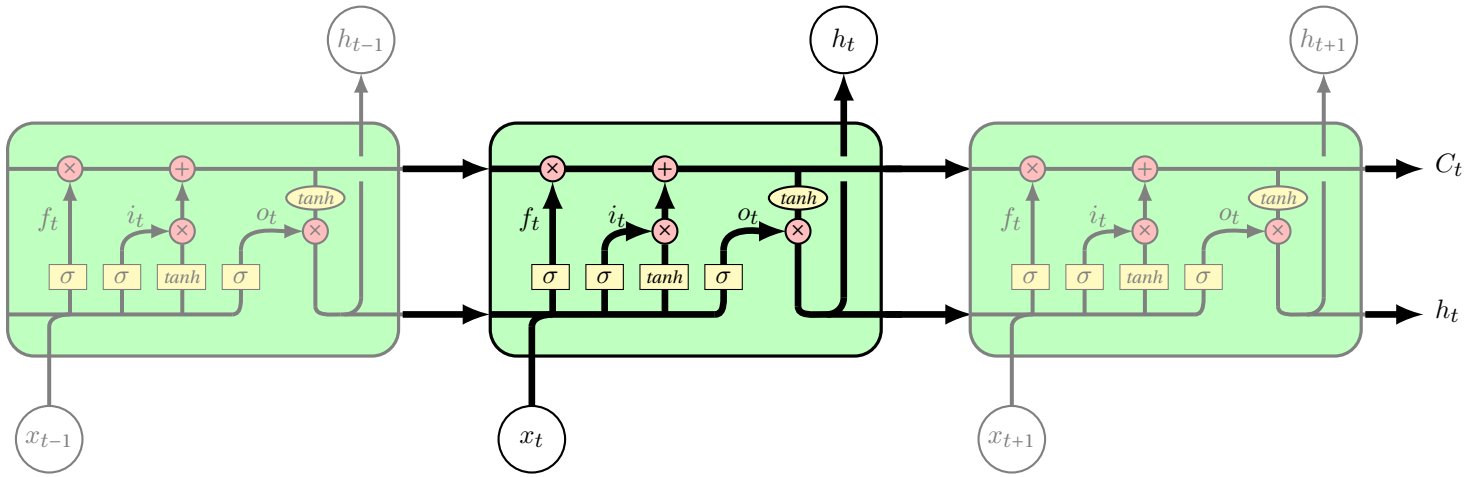 h_{t−1} h_t h_{t+1}
× + × + × + C_t
tanh tanh tanh
f_t i_t o_t × × f_t i_t o_t × × f_t i_t o_t × ×
σ σ tanh σ σ σ tanh σ σ σ tanh σ
h_t
x_{t−1} x_t x_{t+1}